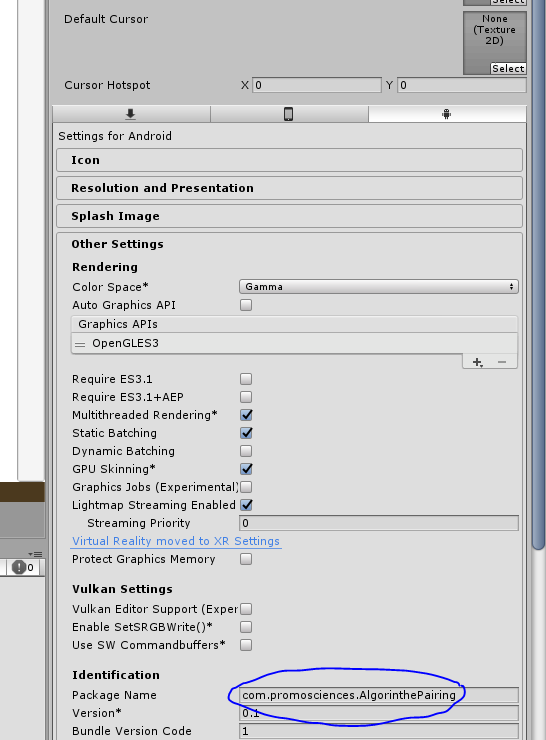 Select
Default Cursor
None
(Texture
2D)
Select
Cursor Hotspot X 0 Y 0
Settings for Android
Icon
Resolution and Presentation
Splash Image
Other Settings
Rendering
Color Space* Gamma
Auto Graphics API
Graphics APIs
= OpenGLES3
+ −
Require ES3.1
Require ES3.1+AEP
Multithreaded Rendering*
Static Batching
Dynamic Batching
GPU Skinning*
Graphics Jobs (Experimental)
Lightmap Streaming Enabled
Streaming Priority 0
Virtual Reality moved to XR Settings
Protect Graphics Memory
0
Vulkan Settings
Vulkan Editor Support (Exper
Enable SetSRGBWrite()*
Use SW Commandbuffers*
Identification
Package Name com.promosciences.AlgorinthePairing
Version* 0.1
Bundle Version Code 1